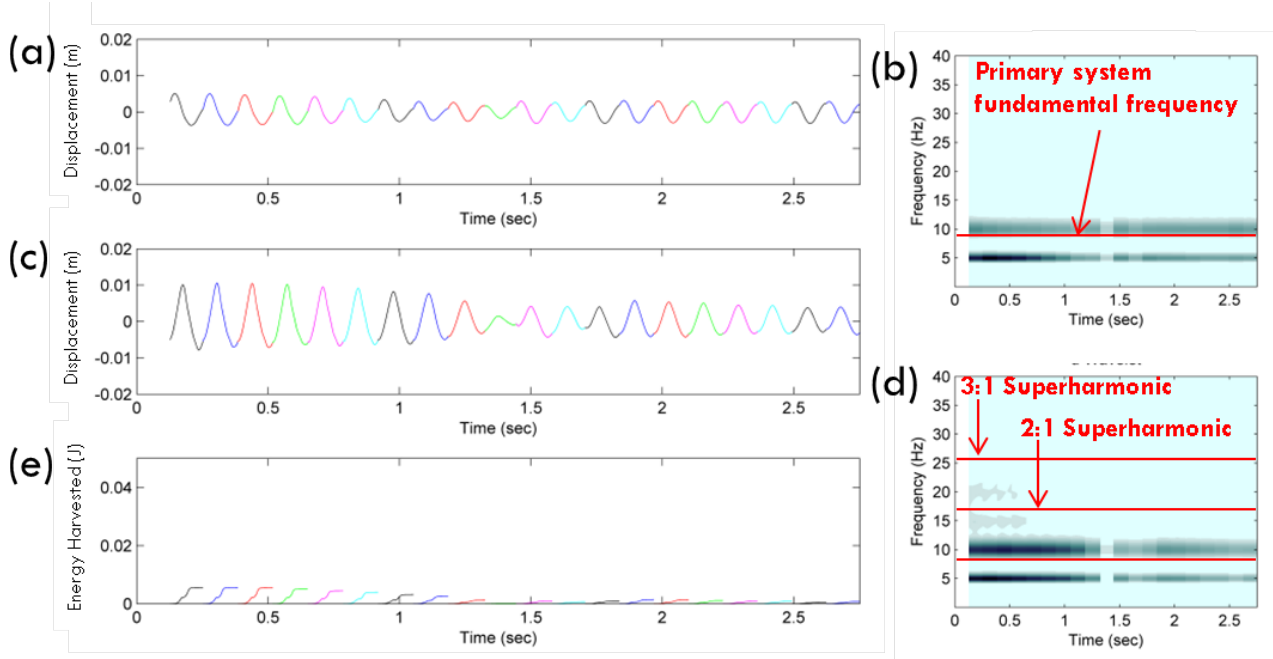 (a)
Displacement (m)
0.02
0.01
0
-0.01
-0.02
0 0.5 1 1.5 2 2.5
Time (sec)
(b)
Frequency (Hz)
40
35
30
25
20
15
10
5
Primary system
fundamental frequency
0 0.5 1 1.5 2 2.5
Time (sec)
(c)
Displacement (m)
0.02
0.01
0
-0.01
-0.02
0 0.5 1 1.5 2 2.5
Time (sec)
(d)
Frequency (Hz)
40
35
30
25
20
15
10
5
3:1 Superharmonic
2:1 Superharmonic
0 0.5 1 1.5 2 2.5
Time (sec)
(e)
Energy Harvested (J)
0.04
0.02
0
0 0.5 1 1.5 2 2.5
Time (sec)